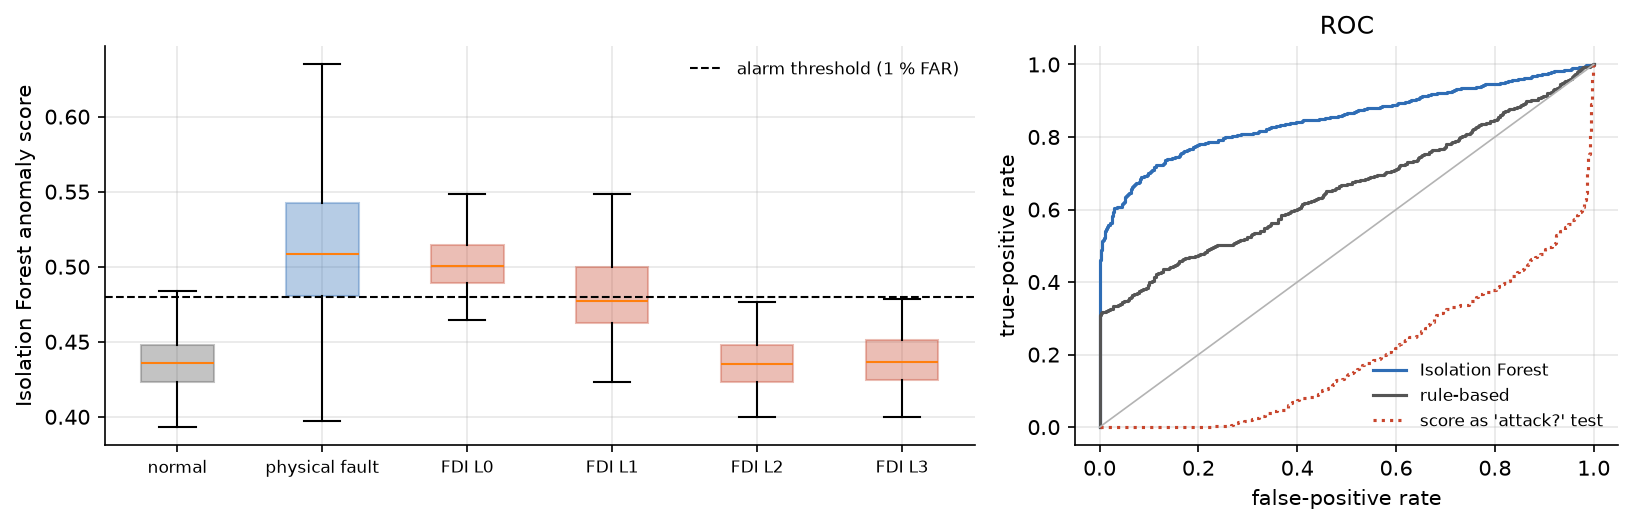 Isolation Forest anomaly score
0.60
0.55
0.50
0.45
0.40
alarm threshold (1 % FAR)
normal
physical fault
FDI L0
FDI L1
FDI L2
FDI L3
ROC
true-positive rate
1.0
0.8
0.6
0.4
0.2
0.0
Isolation Forest
rule-based
score as 'attack?' test
0.0
0.2
0.4
0.6
0.8
1.0
false-positive rate